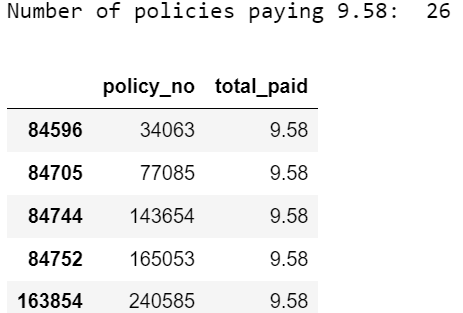 Number of policies paying 9.58:  26
policy_no total_paid
84596 34063 9.58
84705 77085 9.58
84744 143654 9.58
84752 165053 9.58
163854 240585 9.58